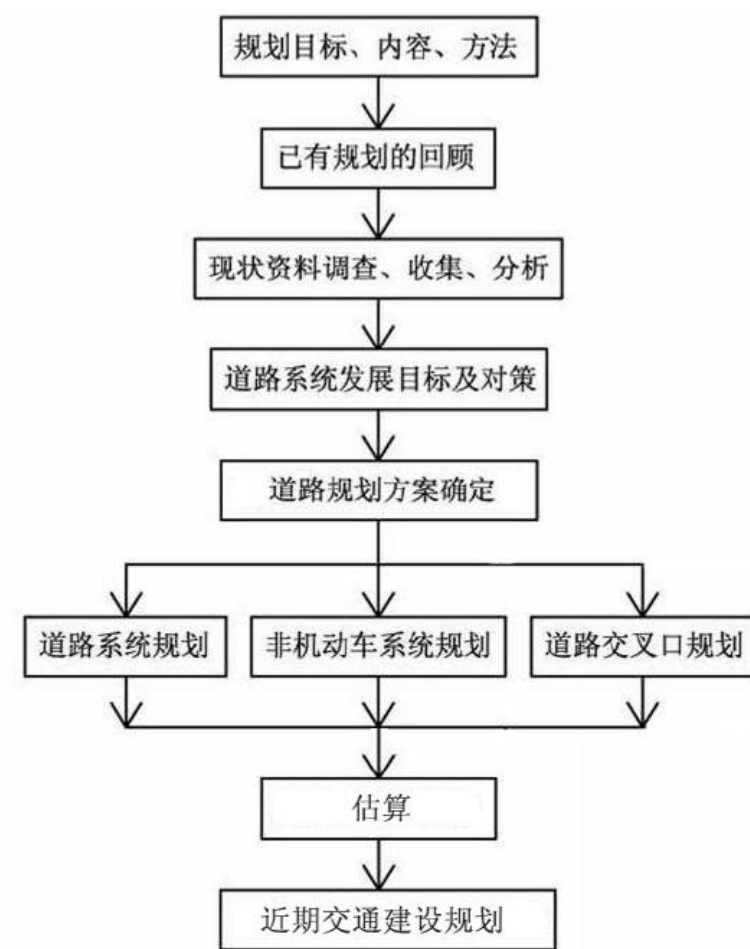 规划目标、内容、方法
已有规划的回顾
现状资料调查、收集、分析
道路系统发展目标及对策
道路规划方案确定
道路系统规划
非机动车系统规划
道路交叉口规划
估算
近期交通建设规划